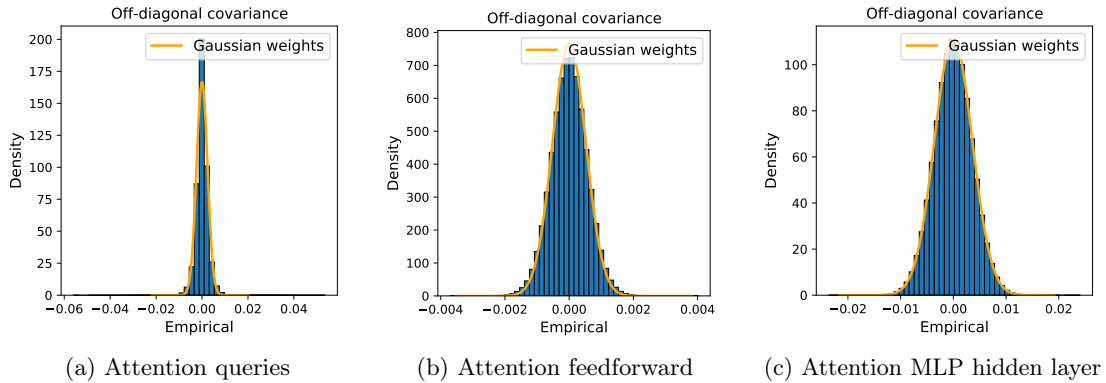 Off-diagonal covariance
Gaussian weights
200
175
150
125
100
75
50
25
0
Density
−0.06 −0.04 −0.02 0.00 0.02 0.04
Empirical
(a) Attention queries
Off-diagonal covariance
Gaussian weights
800
700
600
500
400
300
200
100
0
Density
−0.004 −0.002 0.000 0.002 0.004
Empirical
(b) Attention feedforward
Off-diagonal covariance
Gaussian weights
100
80
60
40
20
0
Density
−0.02 −0.01 0.00 0.01 0.02
Empirical
(c) Attention MLP hidden layer